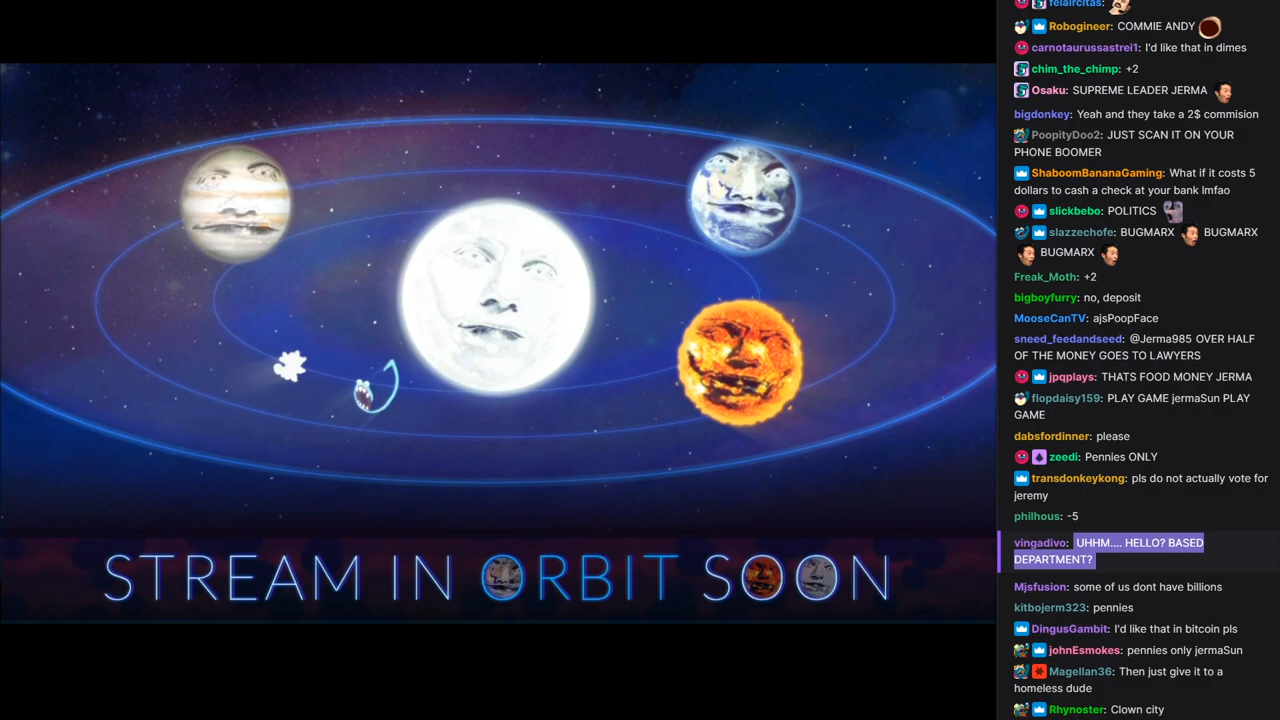 STREAM IN ORBIT SOON
felaircitas:
Robogineer: COMMIE ANDY
carnotaurussastrei1: I'd like that in dimes
chim_the_chimp: +2
Osaku: SUPREME LEADER JERMA
bigdonkey: Yeah and they take a 2$ commision
PoopityDoo2: JUST SCAN IT ON YOUR
PHONE BOOMER
ShaboomBananaGaming: What if it costs 5
dollars to cash a check at your bank lmfao
slickbebo: POLITICS
slazzechofe: BUGMARX BUGMARX
BUGMARX
Freak_Moth: +2
bigboyfurry: no, deposit
MooseCanTV: ajsPoopFace
sneed_feedandseed: @Jerma985 OVER HALF
OF THE MONEY GOES TO LAWYERS
jpqplays: THATS FOOD MONEY JERMA
flopdaisy159: PLAY GAME jermaSun PLAY
GAME
dabsfordinner: please
zeedi: Pennies ONLY
transdonkeykong: pls do not actually vote for
jeremy
philhous: -5
vingadivo: UHHM.... HELLO? BASED
DEPARTMENT?
Mjsfusion: some of us dont have billions
kitbojerm323: pennies
DingusGambit: I'd like that in bitcoin pls
johnEsmokes: pennies only jermaSun
Magellan36: Then just give it to a
homeless dude
Rhynoster: Clown city